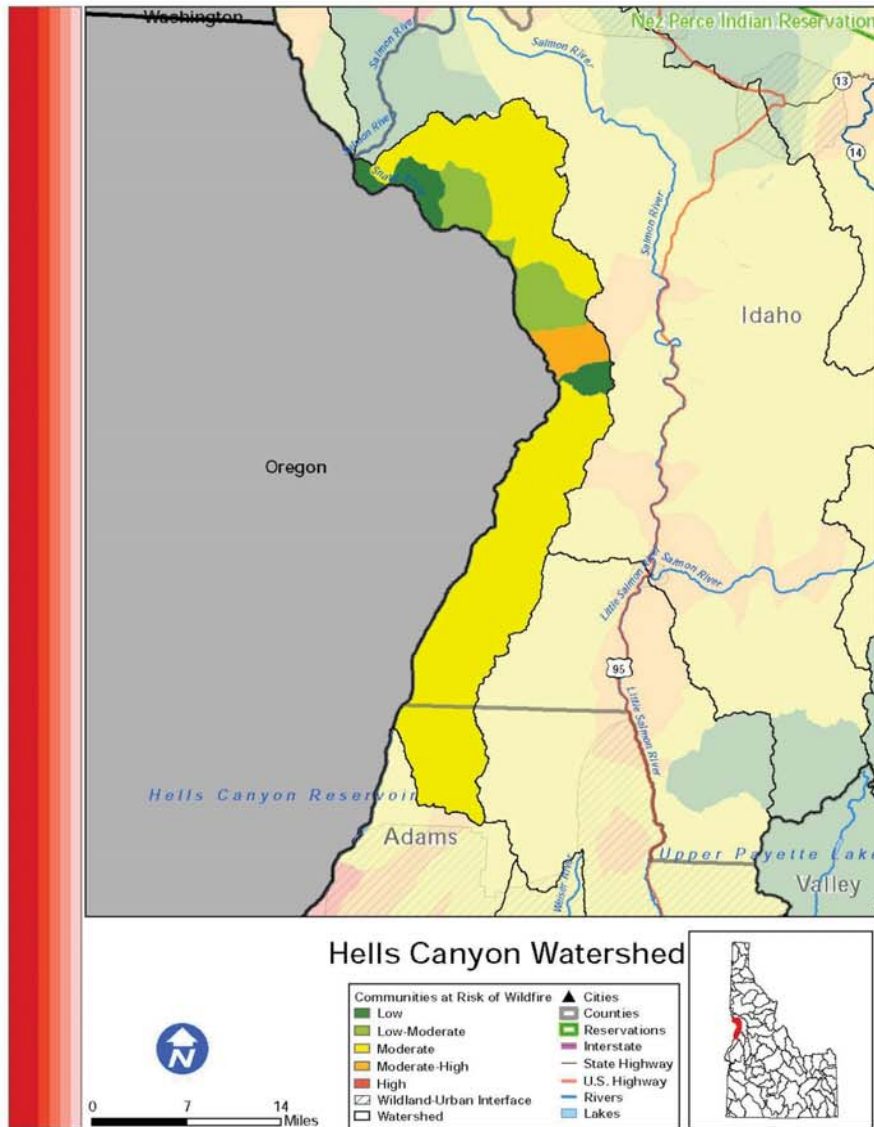 Washington
Nez Perce Indian Reservation
Salmon River
Salmon River
13
Salmon River
14
Snake River
Salmon River
Idaho
Oregon
Little Salmon River
Salmon River
95
Little Salmon River
Hells Canyon Reservoir
Adams
Upper Payette Lake
Valley
Weiser River
Hells Canyon Watershed
Communities at Risk of Wildfire
Low
Low-Moderate
Moderate
Moderate-High
High
Wildland-Urban Interface
Watershed
Cities
Counties
Reservations
Interstate
State Highway
U.S. Highway
Rivers
Lakes
N
0 7 14
Miles